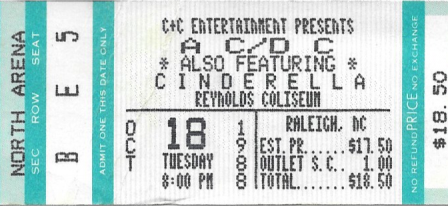 NORTH ARENA
SEC ROW SEAT
B E 5
ADMIT ONE THIS DATE ONLY
C+C ENTERTAINMENT PRESENTS
A C/D C
* ALSO FEATURING *
C I N D E R E L L A
REYNOLDS COLISEUM
OCT 18 1988
TUESDAY
8:00 PM
RALEIGH, NC
EST. PR......$17.50
OUTLET S.C.. 1.00
TOTAL.......$18.50
NO REFUND PRICE NO EXCHANGE
$18.50